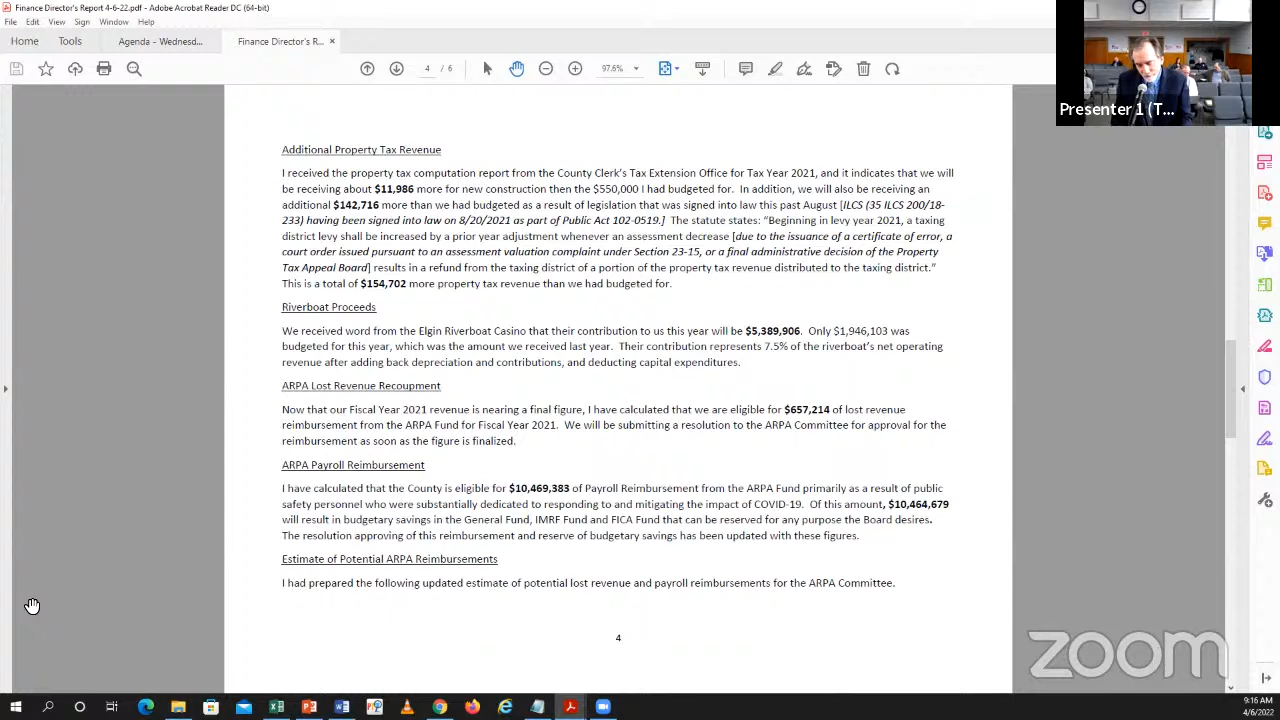 Finance Director's Report 4-6-22.pdf - Adobe Acrobat Reader DC (64-bit)
File Edit View Sign Window Help
Home Tools Agenda - Wednesd... Finance Director's R... ×
4 / 6 97.6%
Presenter 1 (T...
Additional Property Tax Revenue
I received the property tax computation report from the County Clerk's Tax Extension Office for Tax Year 2021, and it indicates that we will
be receiving about $11,986 more for new construction then the $550,000 I had budgeted for. In addition, we will also be receiving an
additional $142,716 more than we had budgeted as a result of legislation that was signed into law this past August [ILCS (35 ILCS 200/18-
233) having been signed into law on 8/20/2021 as part of Public Act 102-0519.] The statute states: "Beginning in levy year 2021, a taxing
district levy shall be increased by a prior year adjustment whenever an assessment decrease [due to the issuance of a certificate of error, a
court order issued pursuant to an assessment valuation complaint under Section 23-15, or a final administrative decision of the Property
Tax Appeal Board] results in a refund from the taxing district of a portion of the property tax revenue distributed to the taxing district."
This is a total of $154,702 more property tax revenue than we had budgeted for.
Riverboat Proceeds
We received word from the Elgin Riverboat Casino that their contribution to us this year will be $5,389,906. Only $1,946,103 was
budgeted for this year, which was the amount we received last year. Their contribution represents 7.5% of the riverboat's net operating
revenue after adding back depreciation and contributions, and deducting capital expenditures.
ARPA Lost Revenue Recoupment
Now that our Fiscal Year 2021 revenue is nearing a final figure, I have calculated that we are eligible for $657,214 of lost revenue
reimbursement from the ARPA Fund for Fiscal Year 2021. We will be submitting a resolution to the ARPA Committee for approval for the
reimbursement as soon as the figure is finalized.
ARPA Payroll Reimbursement
I have calculated that the County is eligible for $10,469,383 of Payroll Reimbursement from the ARPA Fund primarily as a result of public
safety personnel who were substantially dedicated to responding to and mitigating the impact of COVID-19. Of this amount, $10,464,679
will result in budgetary savings in the General Fund, IMRF Fund and FICA Fund that can be reserved for any purpose the Board desires.
The resolution approving of this reimbursement and reserve of budgetary savings has been updated with these figures.
Estimate of Potential ARPA Reimbursements
I had prepared the following updated estimate of potential lost revenue and payroll reimbursements for the ARPA Committee.
4
zoom
9:16 AM
4/6/2022